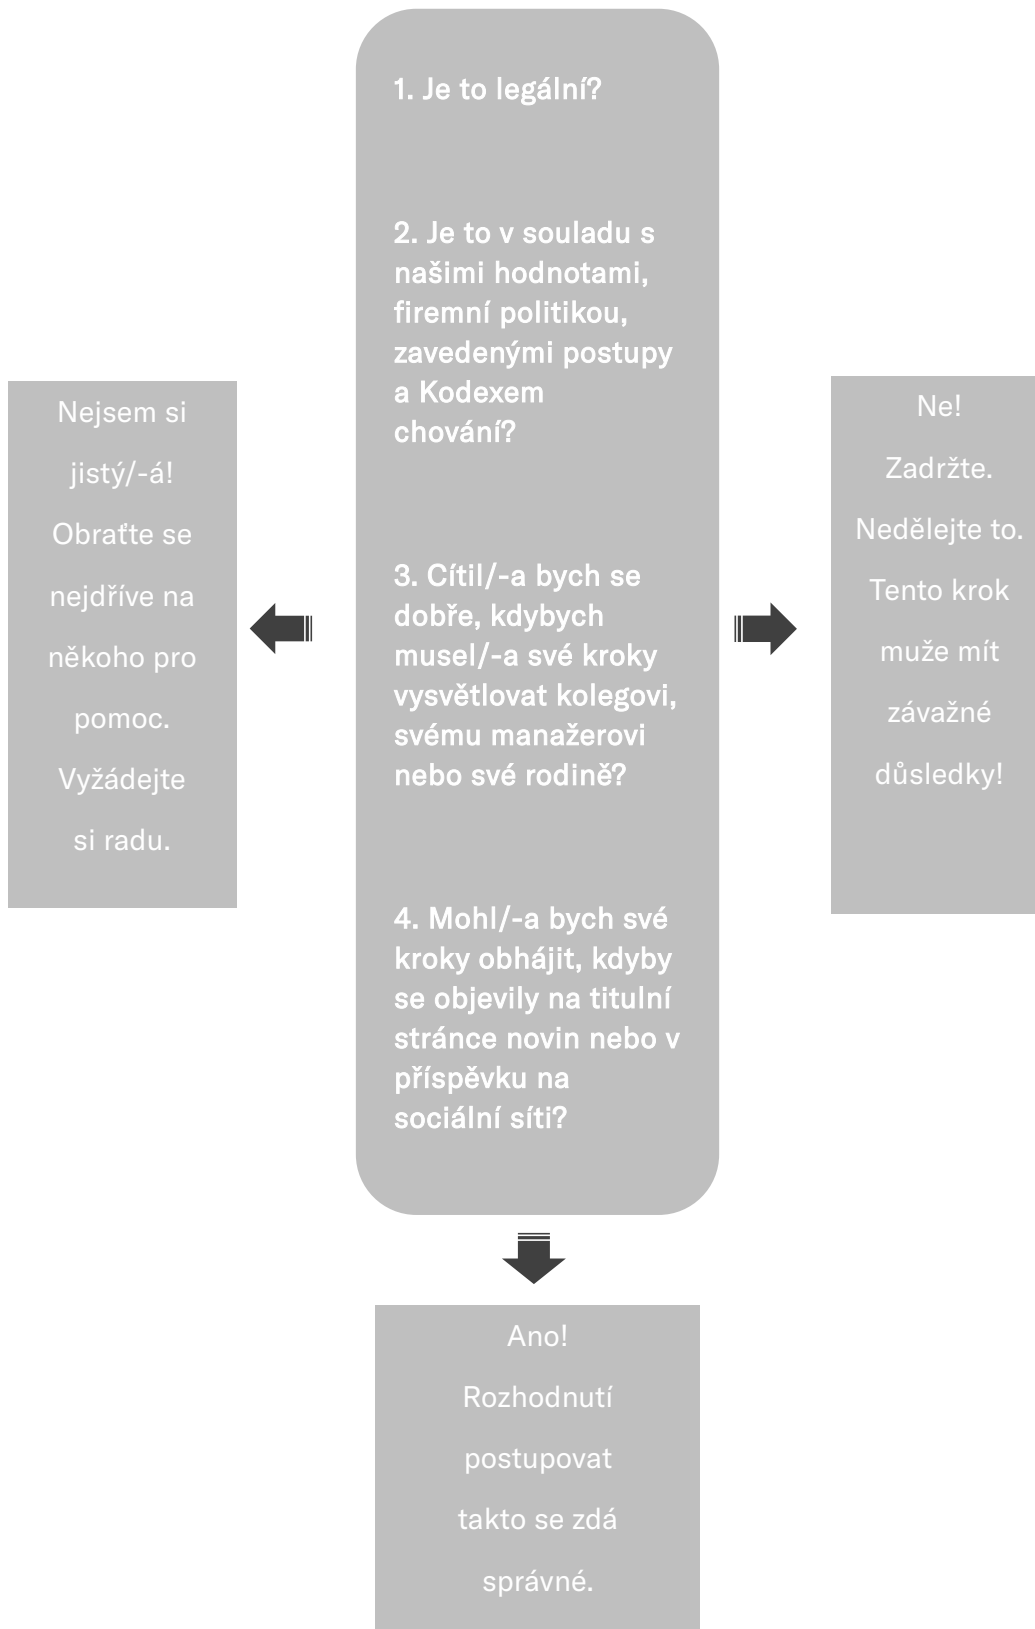 1. Je to legální?
2. Je to v souladu s
našimi hodnotami,
firemní politikou,
zavedenými postupy
a Kodexem
chování?
3. Cítil/-a bych se
dobře, kdybych
musel/-a své kroky
vysvětlovat kolegovi,
svému manažerovi
nebo své rodině?
4. Mohl/-a bych své
kroky obhájit, kdyby
se objevily na titulní
stránce novin nebo v
příspěvku na
sociální síti?
Nejsem si
jistý/-á!
Obraťte se
nejdříve na
někoho pro
pomoc.
Vyžádejte
si radu.
Ne!
Zadržte.
Nedělejte to.
Tento krok
muže mít
závažné
důsledky!
Ano!
Rozhodnutí
postupovat
takto se zdá
správné.